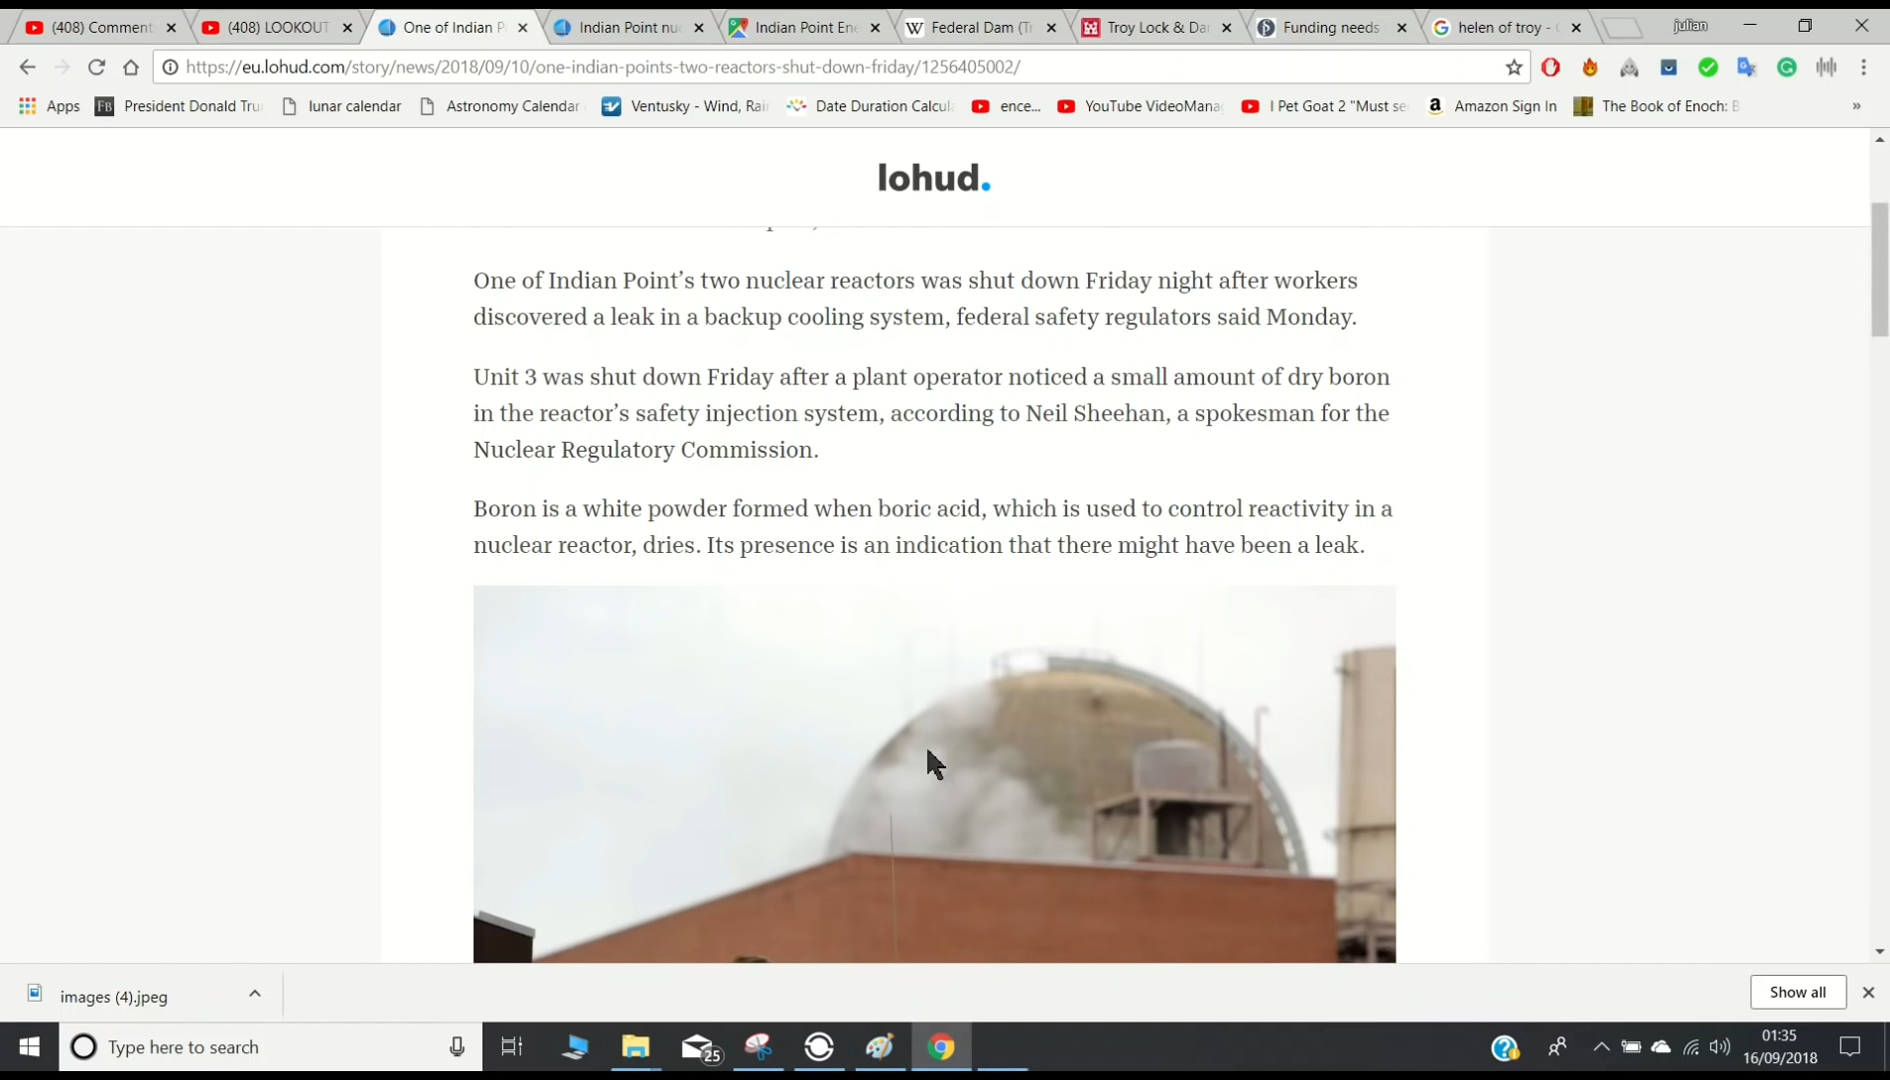 (408) Comment
(408) LOOKOUT
One of Indian P
Indian Point nuc
Indian Point Ene
Federal Dam (Tr
Troy Lock & Dar
Funding needs
helen of troy - G
julian
https://eu.lohud.com/story/news/2018/09/10/one-indian-points-two-reactors-shut-down-friday/1256405002/
Apps
President Donald Tru
lunar calendar
Astronomy Calendar
Ventusky - Wind, Rain
Date Duration Calcula
ence...
YouTube VideoMana
I Pet Goat 2 "Must se
Amazon Sign In
The Book of Enoch: B
lohud.
One of Indian Point’s two nuclear reactors was shut down Friday night after workers
discovered a leak in a backup cooling system, federal safety regulators said Monday.
Unit 3 was shut down Friday after a plant operator noticed a small amount of dry boron
in the reactor’s safety injection system, according to Neil Sheehan, a spokesman for the
Nuclear Regulatory Commission.
Boron is a white powder formed when boric acid, which is used to control reactivity in a
nuclear reactor, dries. Its presence is an indication that there might have been a leak.
images (4).jpeg
Show all
Type here to search
25
01:35
16/09/2018